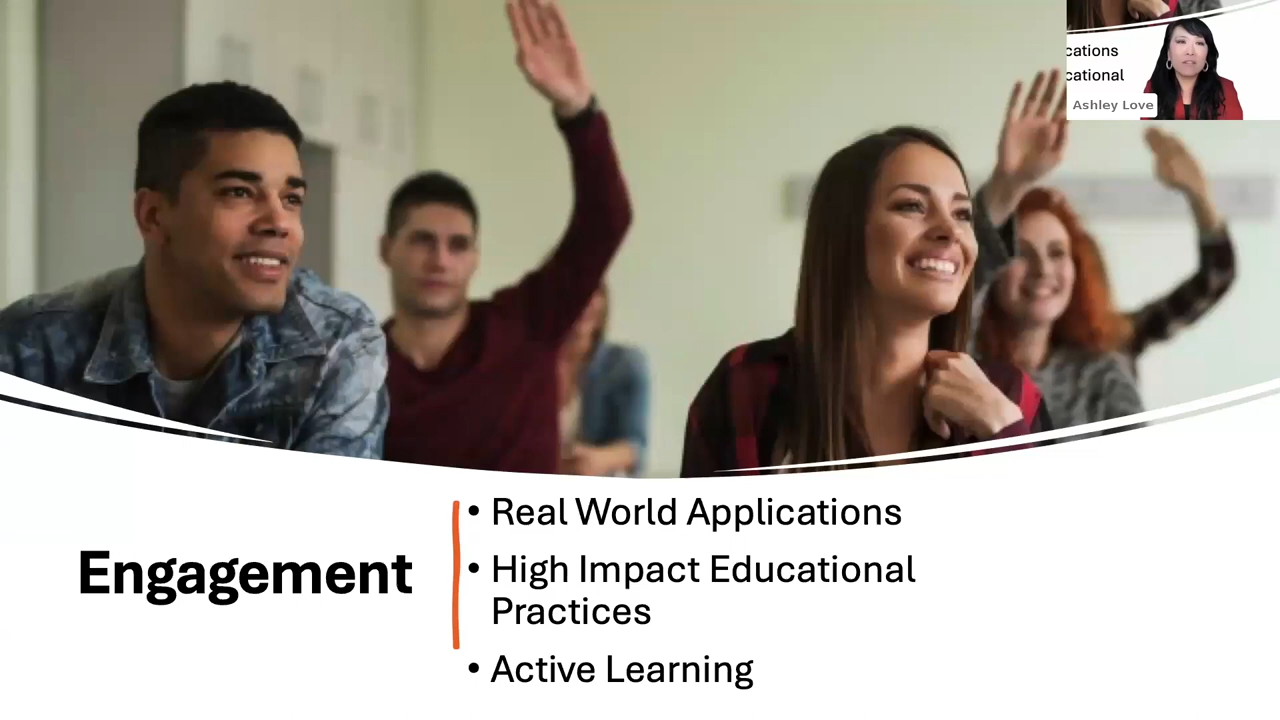 cations
cational
Ashley Love
Engagement
• Real World Applications
• High Impact Educational
Practices
• Active Learning